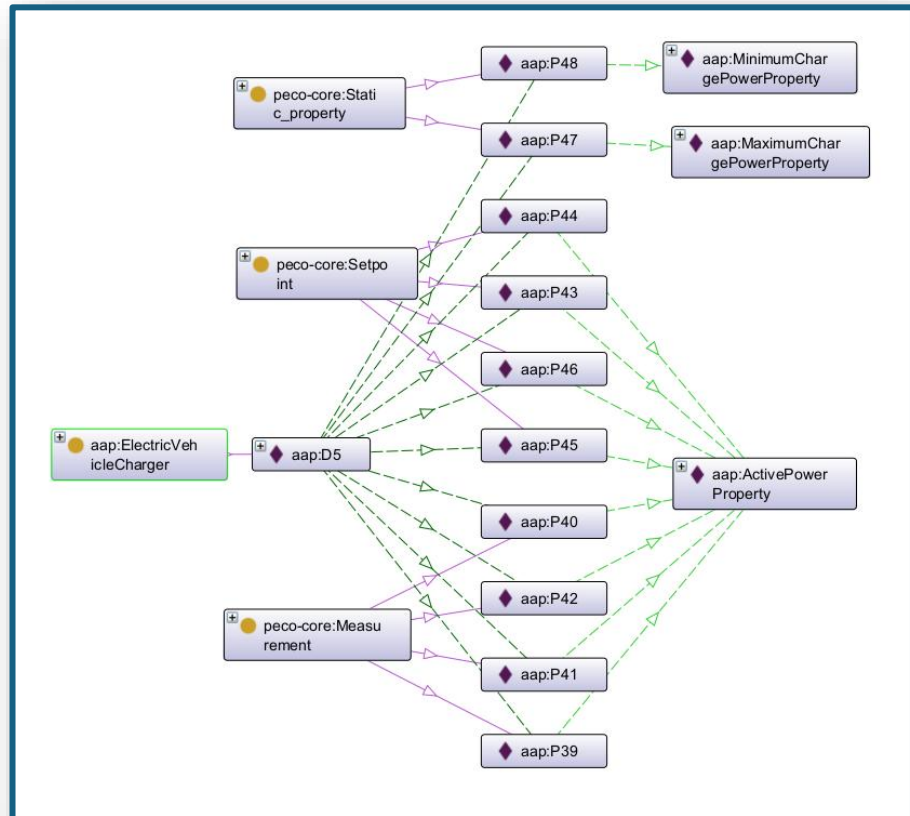 aap:P48
aap:MinimumChar
gePowerProperty
peco-core:Stati
c_property
aap:P47
aap:MaximumChar
gePowerProperty
aap:P44
peco-core:Setpo
int
aap:P43
aap:P46
aap:ElectricVeh
icleCharger
aap:D5
aap:P45
aap:ActivePower
Property
aap:P40
aap:P42
peco-core:Measu
rement
aap:P41
aap:P39